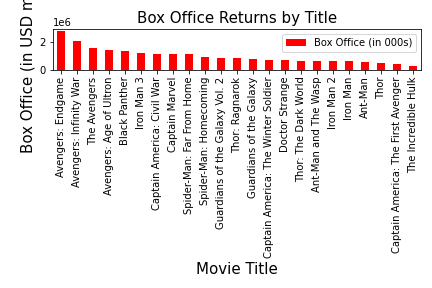 Box Office Returns by Title
1e6
Box Office (in USD m
2
0
Box Office (in 000s)
Avengers: Endgame
Avengers: Infinity War
The Avengers
Avengers: Age of Ultron
Black Panther
Iron Man 3
Captain America: Civil War
Captain Marvel
Spider-Man: Far From Home
Spider-Man: Homecoming
Guardians of the Galaxy Vol. 2
Thor: Ragnarok
Guardians of the Galaxy
Captain America: The Winter Soldier
Doctor Strange
Thor: The Dark World
Ant-Man and The Wasp
Iron Man 2
Iron Man
Ant-Man
Thor
Captain America: The First Avenger
The Incredible Hulk
Movie Title